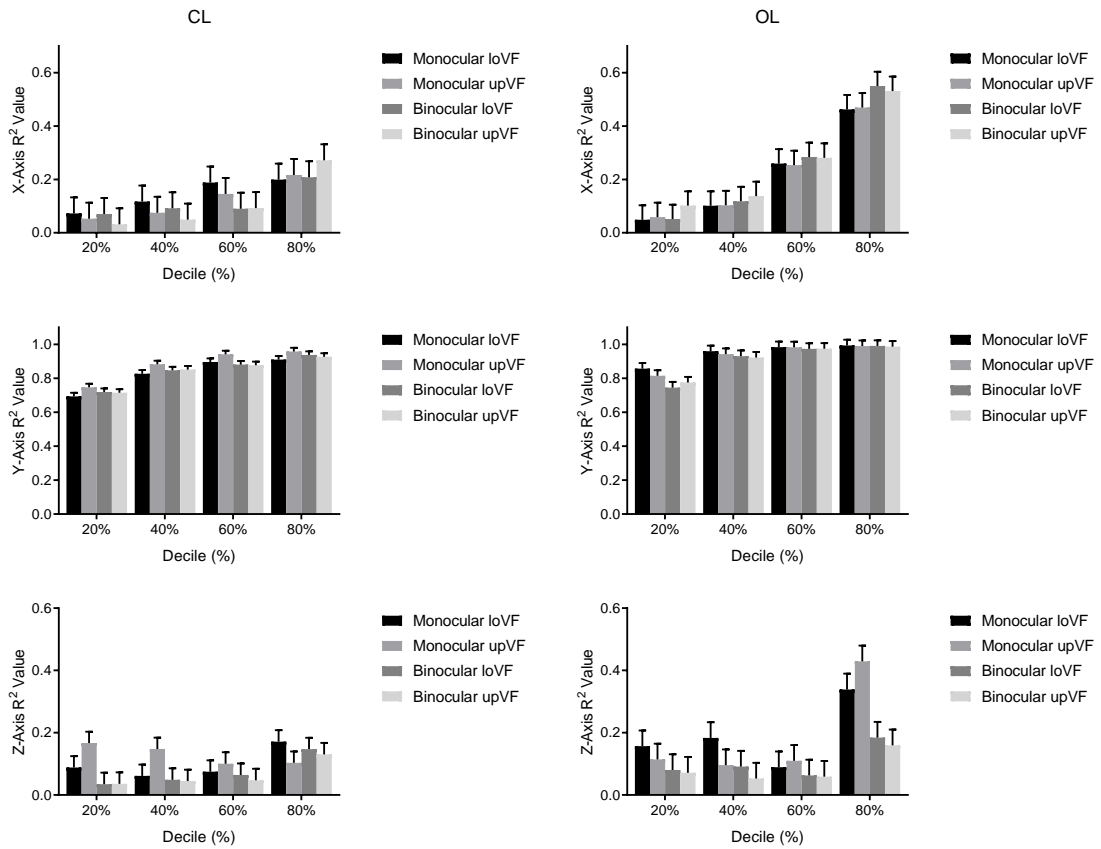 CL
OL
X-Axis R² Value
0.6
0.4
0.2
0.0
20% 40% 60% 80%
Decile (%)
Monocular loVF
Monocular upVF
Binocular loVF
Binocular upVF
X-Axis R² Value
0.6
0.4
0.2
0.0
20% 40% 60% 80%
Decile (%)
Monocular loVF
Monocular upVF
Binocular loVF
Binocular upVF
Y-Axis R² Value
1.0
0.8
0.6
0.4
0.2
0.0
20% 40% 60% 80%
Decile (%)
Monocular loVF
Monocular upVF
Binocular loVF
Binocular upVF
Y-Axis R² Value
1.0
0.8
0.6
0.4
0.2
0.0
20% 40% 60% 80%
Decile (%)
Monocular loVF
Monocular upVF
Binocular loVF
Binocular upVF
Z-Axis R² Value
0.6
0.4
0.2
0.0
20% 40% 60% 80%
Decile (%)
Monocular loVF
Monocular upVF
Binocular loVF
Binocular upVF
Z-Axis R² Value
0.6
0.4
0.2
0.0
20% 40% 60% 80%
Decile (%)
Monocular loVF
Monocular upVF
Binocular loVF
Binocular upVF